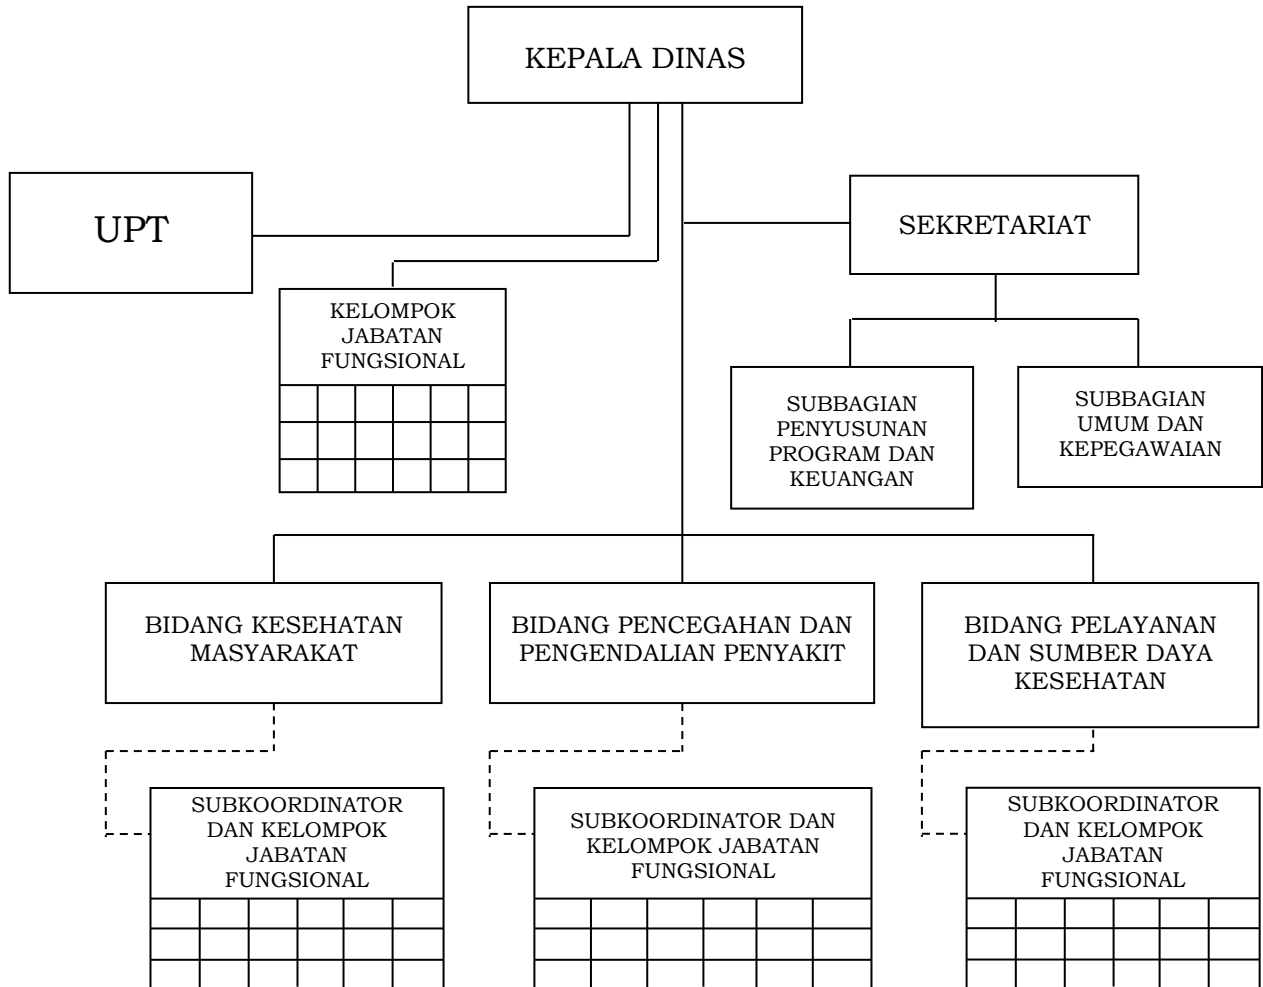 KEPALA DINAS
UPT
SEKRETARIAT
KELOMPOK
JABATAN
FUNGSIONAL
SUBBAGIAN
PENYUSUNAN
PROGRAM DAN
KEUANGAN
SUBBAGIAN
UMUM DAN
KEPEGAWAIAN
BIDANG KESEHATAN
MASYARAKAT
BIDANG PENCEGAHAN DAN
PENGENDALIAN PENYAKIT
BIDANG PELAYANAN
DAN SUMBER DAYA
KESEHATAN
SUBKOORDINATOR
DAN KELOMPOK
JABATAN
FUNGSIONAL
SUBKOORDINATOR DAN
KELOMPOK JABATAN
FUNGSIONAL
SUBKOORDINATOR
DAN KELOMPOK
JABATAN
FUNGSIONAL